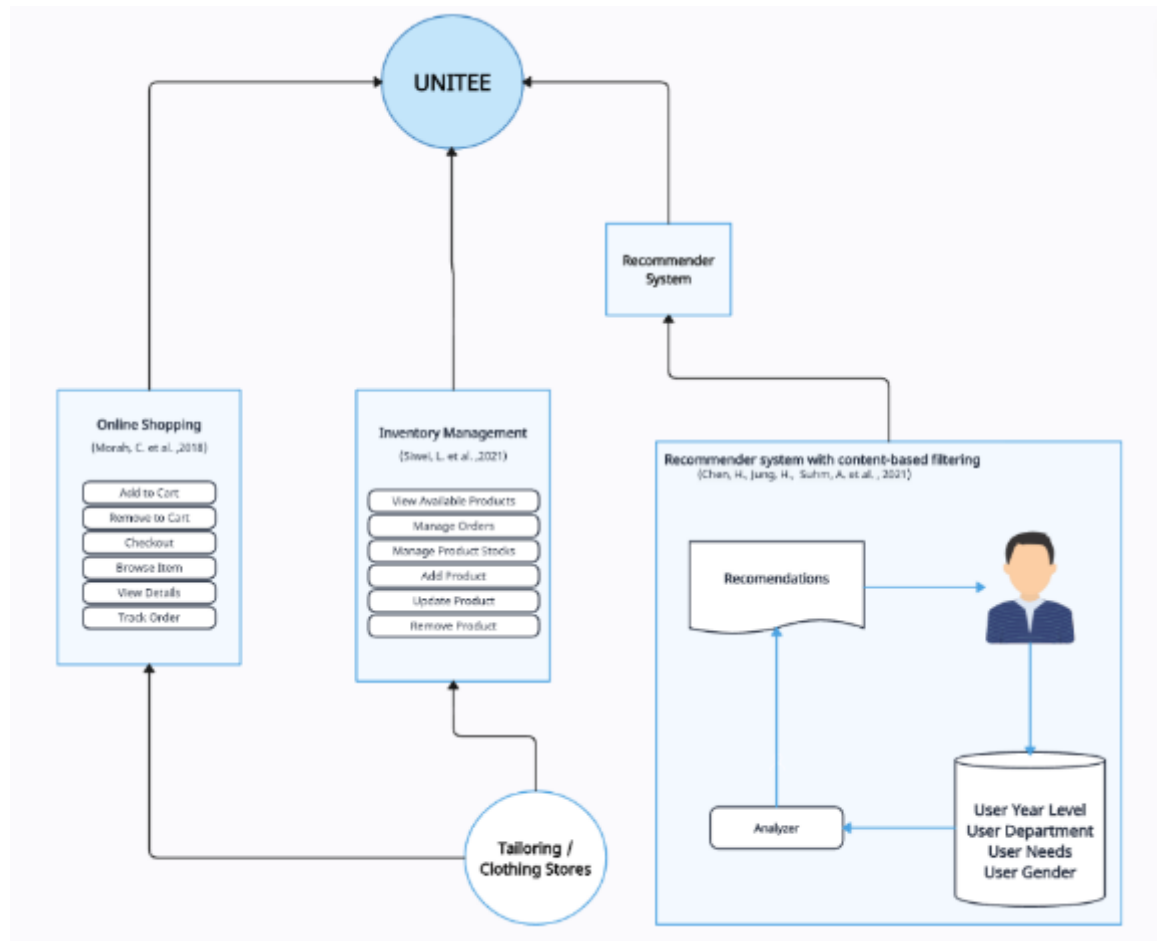 UNITEE
Recommender
System
Online Shopping
(Morah, C. et al. ,2018)
Add to Cart
Remove to Cart
Checkout
Browse Item
View Details
Track Order
Inventory Management
(Siwei, L. et al. ,2021)
View Available Products
Manage Orders
Manage Product Stocks
Add Product
Update Product
Remove Product
Recommender system with content-based filtering
(Chen, H., Jung, H., Suhm, A. et al. , 2021)
Recomendations
Analyzer
User Year Level
User Department
User Needs
User Gender
Tailoring /
Clothing Stores